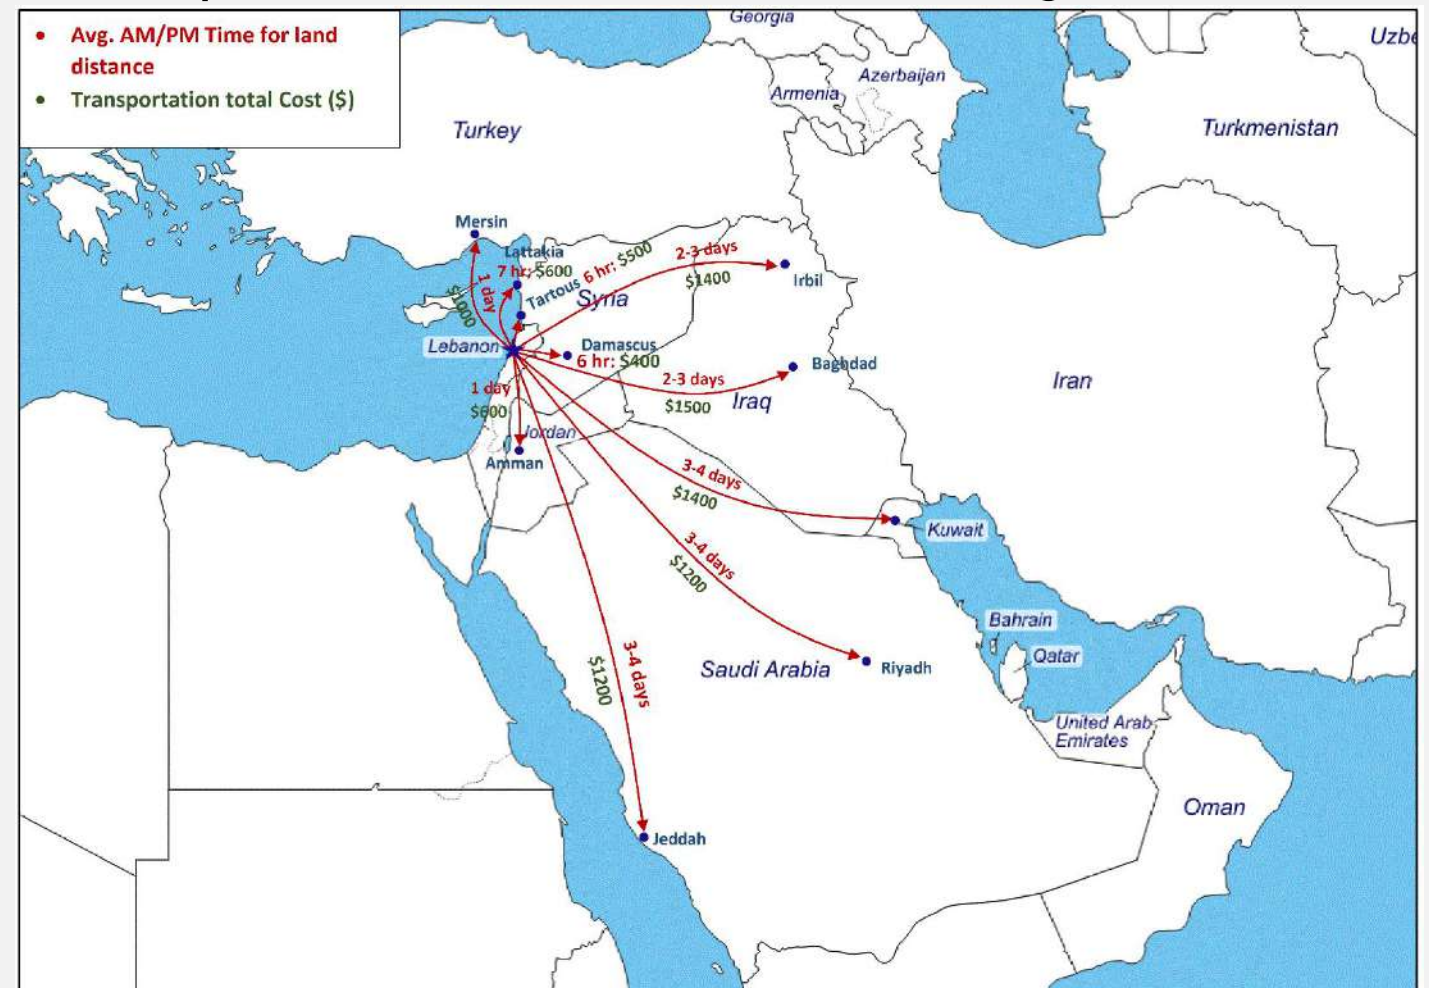 • Avg. AM/PM Time for land
distance
• Transportation total Cost ($)
Georgia
Uzbe
Azerbaijan
Armenia
Turkey
Turkmenistan
Mersin
Lattakia
7 hr; $600
Tartous 6 hr; $500
2-3 days
$1400
Irbil
1 day
$1000
Syria
Lebanon
Damascus
6 hr; $400
Baghdad
2-3 days
$1500
Iraq
Iran
1 day
$600
Jordan
Amman
3-4 days
$1400
Kuwait
3-4 days
$1200
Bahrain
Qatar
3-4 days
$1200
Saudi Arabia
Riyadh
United Arab
Emirates
Oman
Jeddah